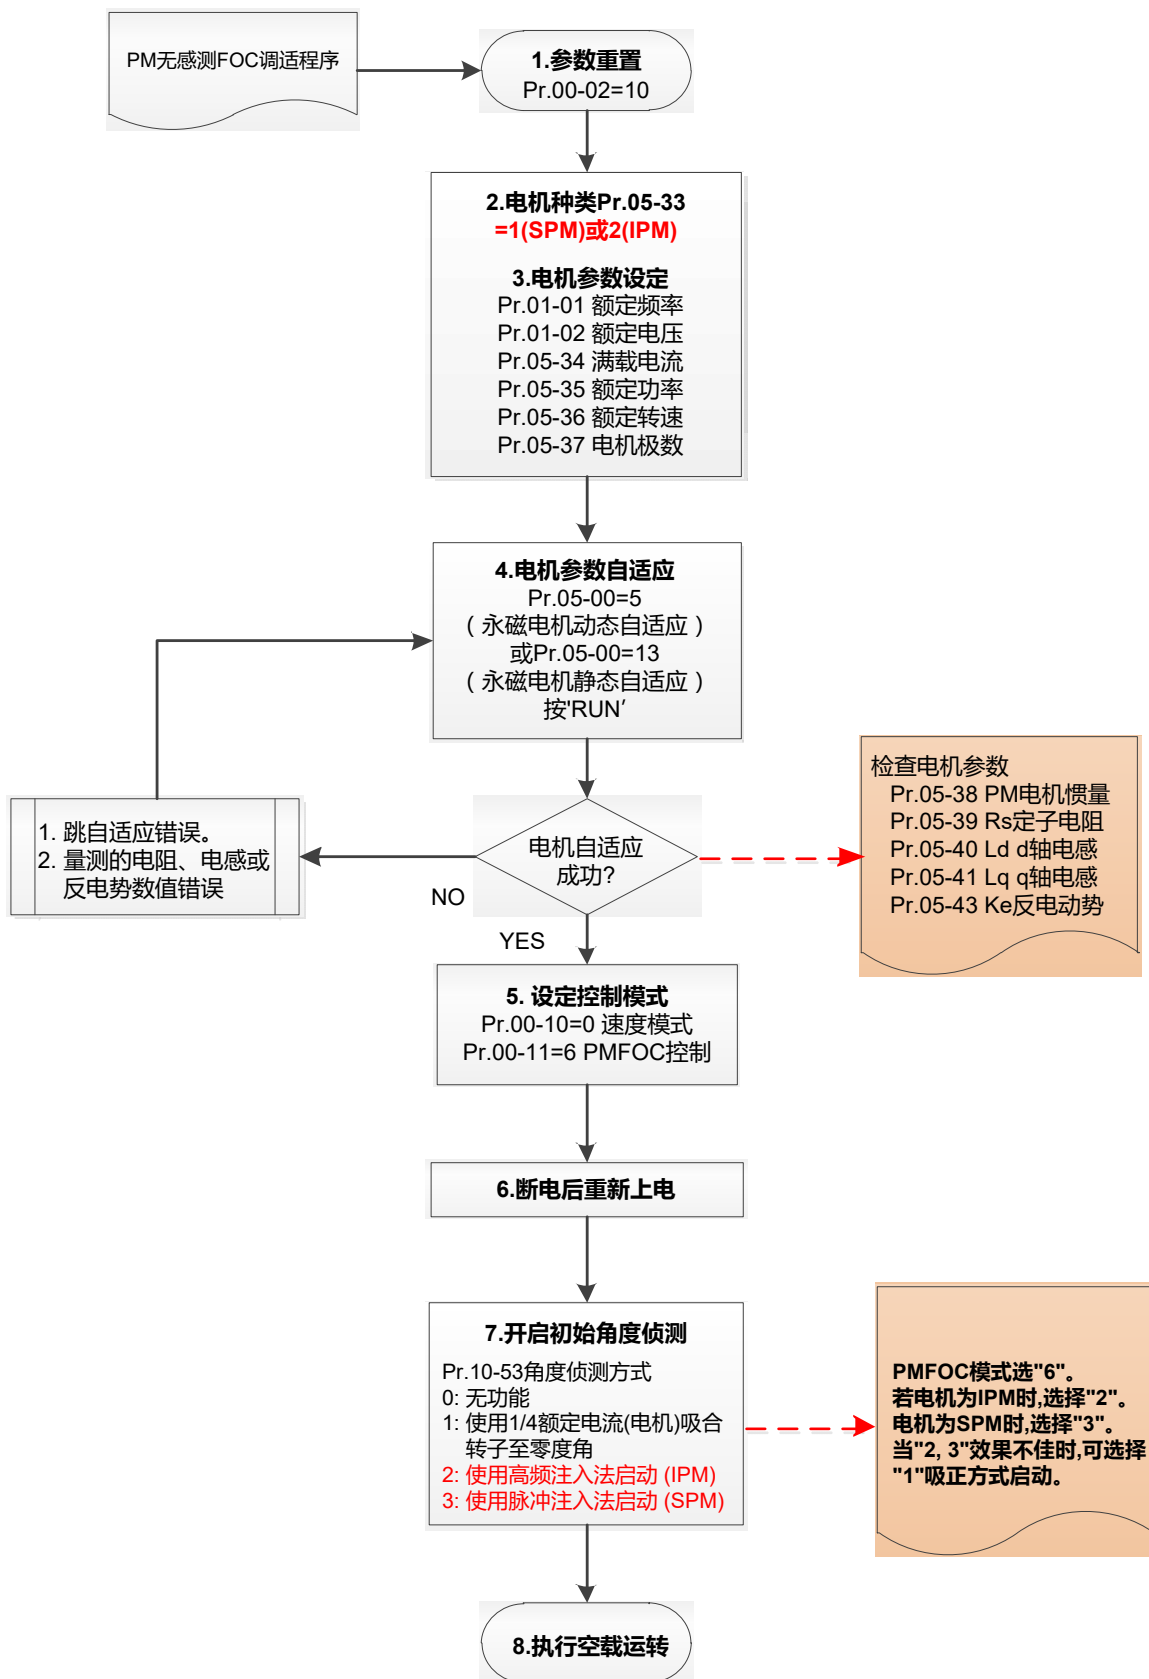 PM无感测FOC调适程序
1.参数重置
Pr.00-02=10
2.电机种类Pr.05-33
=1(SPM)或2(IPM)
3.电机参数设定
Pr.01-01 额定频率
Pr.01-02 额定电压
Pr.05-34 满载电流
Pr.05-35 额定功率
Pr.05-36 额定转速
Pr.05-37 电机极数
4.电机参数自适应
Pr.05-00=5
(永磁电机动态自适应)
或Pr.05-00=13
(永磁电机静态自适应)
按'RUN′
检查电机参数
Pr.05-38 PM电机惯量
Pr.05-39 Rs定子电阻
Pr.05-40 Ld d轴电感
Pr.05-41 Lq q轴电感
Pr.05-43 Ke反电动势
1. 跳自适应错误。
2. 量测的电阻、电感或
反电势数值错误
电机自适应
成功?
NO
YES
5. 设定控制模式
Pr.00-10=0 速度模式
Pr.00-11=6 PMFOC控制
6.断电后重新上电
7.开启初始角度侦测
Pr.10-53角度侦测方式
0: 无功能
1: 使用1/4额定电流(电机)吸合
转子至零度角
2: 使用高频注入法启动 (IPM)
3: 使用脉冲注入法启动 (SPM)
PMFOC模式选"6"。
若电机为IPM时,选择"2"。
电机为SPM时,选择"3"。
当"2, 3"效果不佳时,可选择
"1"吸正方式启动。
8.执行空载运转